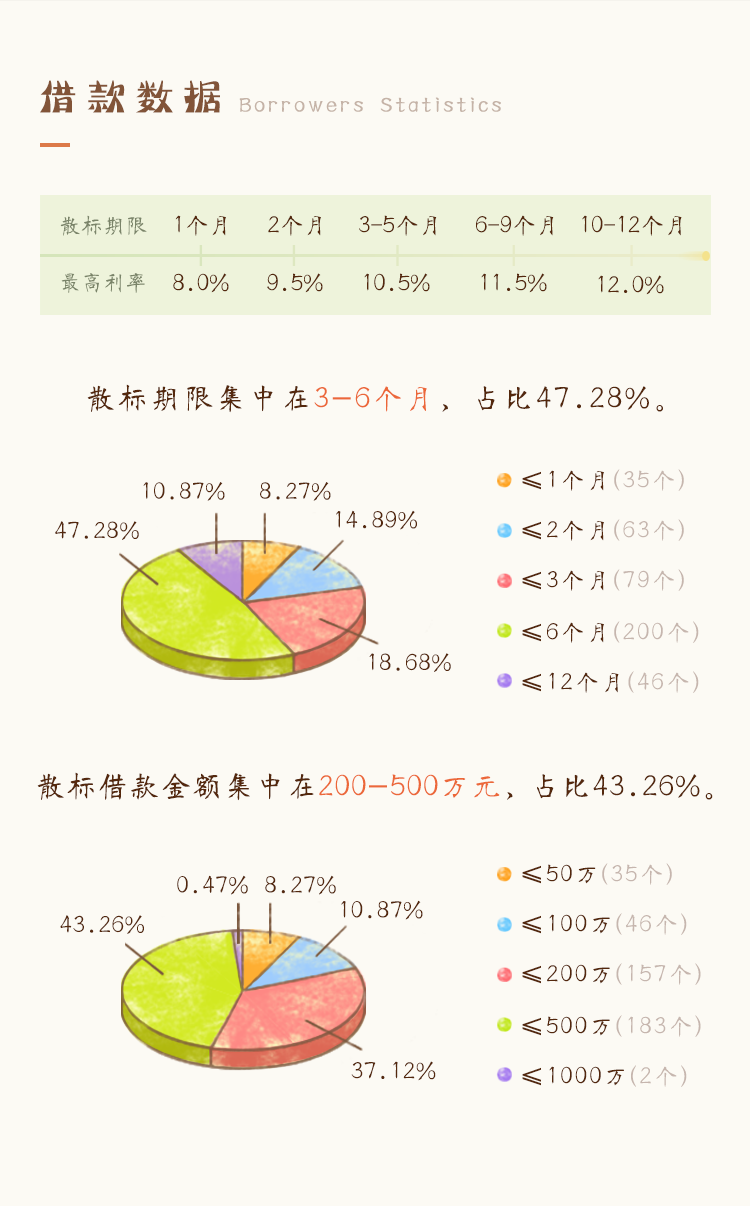 借款数据 Borrowers Statistics
散标期限 1个月 2个月 3-5个月 6-9个月 10-12个月
最高利率 8.0% 9.5% 10.5% 11.5% 12.0%
散标期限集中在3-6个月，占比47.28%。
10.87% 8.27%
47.28% 14.89%
18.68%
≤1个月(35个)
≤2个月(63个)
≤3个月(79个)
≤6个月(200个)
≤12个月(46个)
散标借款金额集中在200-500万元，占比43.26%。
0.47% 8.27%
43.26% 10.87%
37.12%
≤50万(35个)
≤100万(46个)
≤200万(157个)
≤500万(183个)
≤1000万(2个)